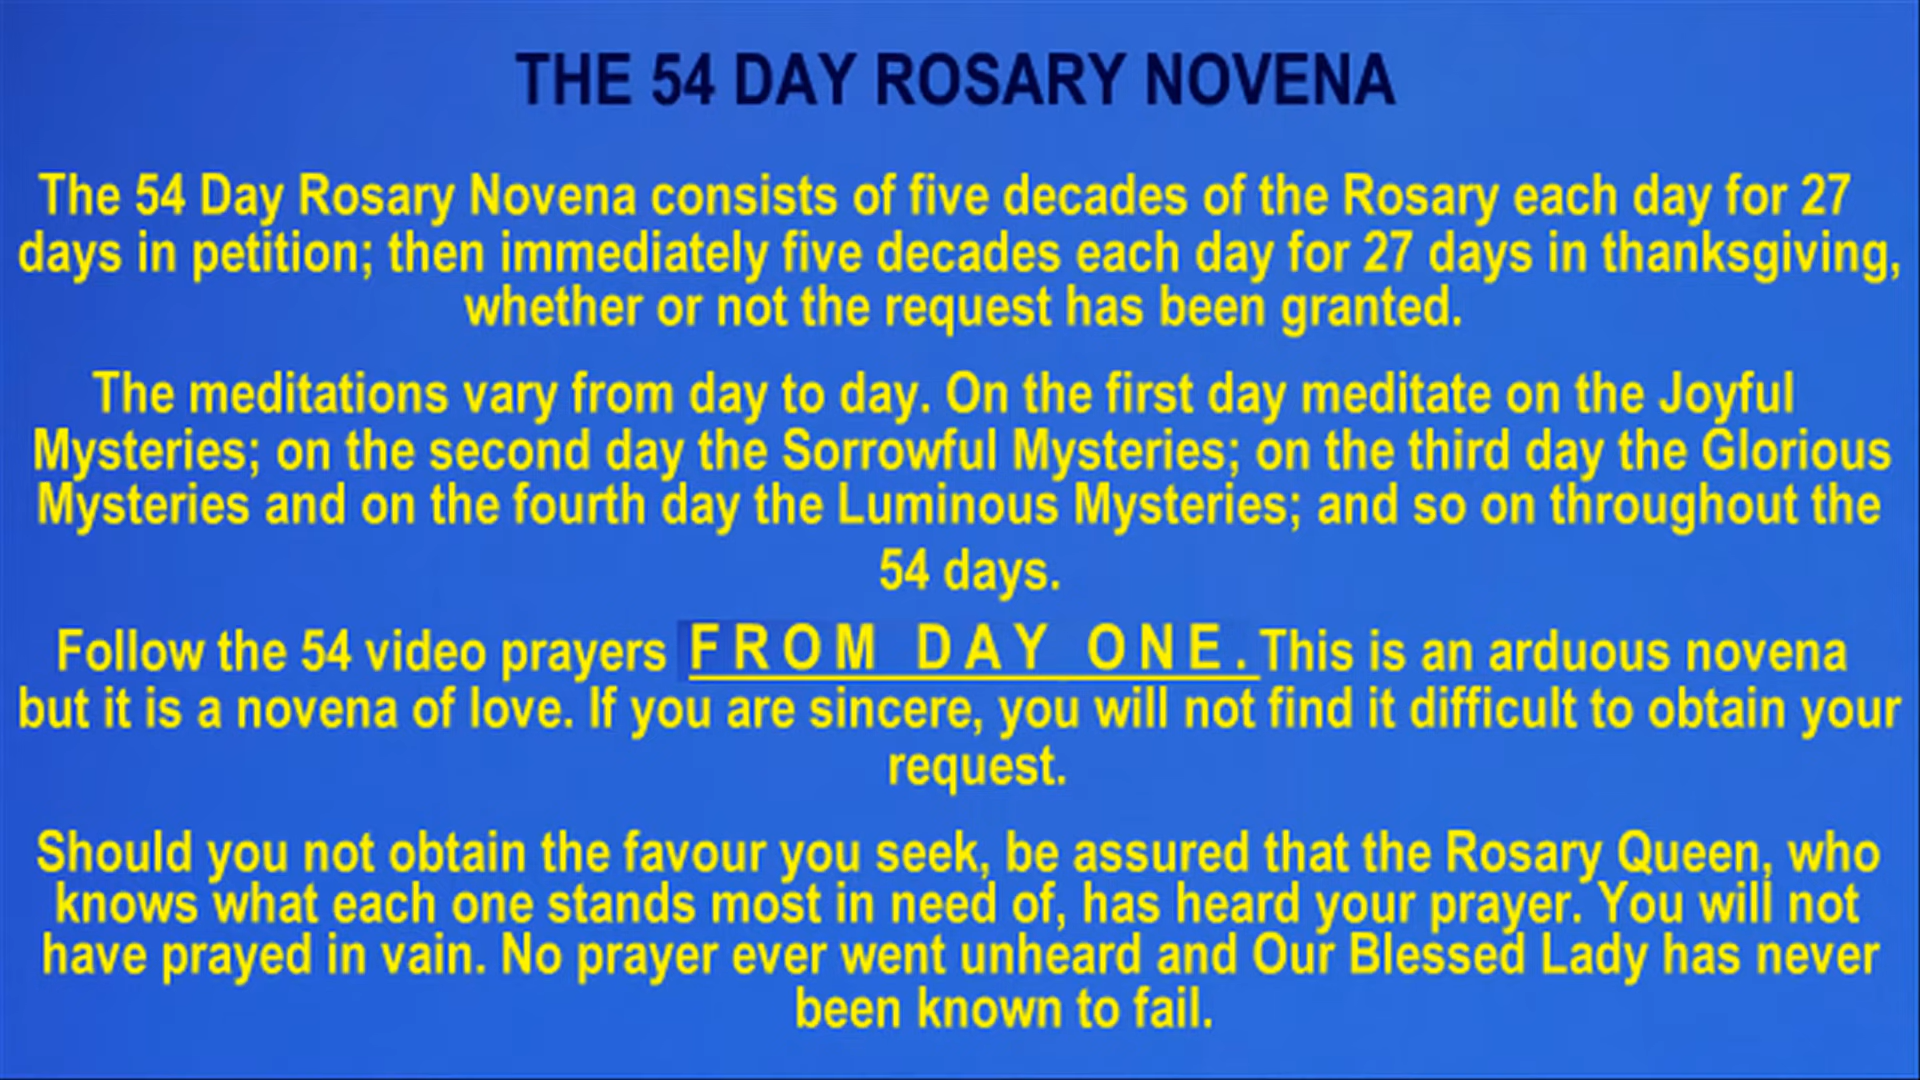 THE 54 DAY ROSARY NOVENA
The 54 Day Rosary Novena consists of five decades of the Rosary each day for 27
days in petition; then immediately five decades each day for 27 days in thanksgiving,
whether or not the request has been granted.
The meditations vary from day to day. On the first day meditate on the Joyful
Mysteries; on the second day the Sorrowful Mysteries; on the third day the Glorious
Mysteries and on the fourth day the Luminous Mysteries; and so on throughout the
54 days.
Follow the 54 video prayers FROM DAY ONE. This is an arduous novena
but it is a novena of love. If you are sincere, you will not find it difficult to obtain your
request.
Should you not obtain the favour you seek, be assured that the Rosary Queen, who
knows what each one stands most in need of, has heard your prayer. You will not
have prayed in vain. No prayer ever went unheard and Our Blessed Lady has never
been known to fail.